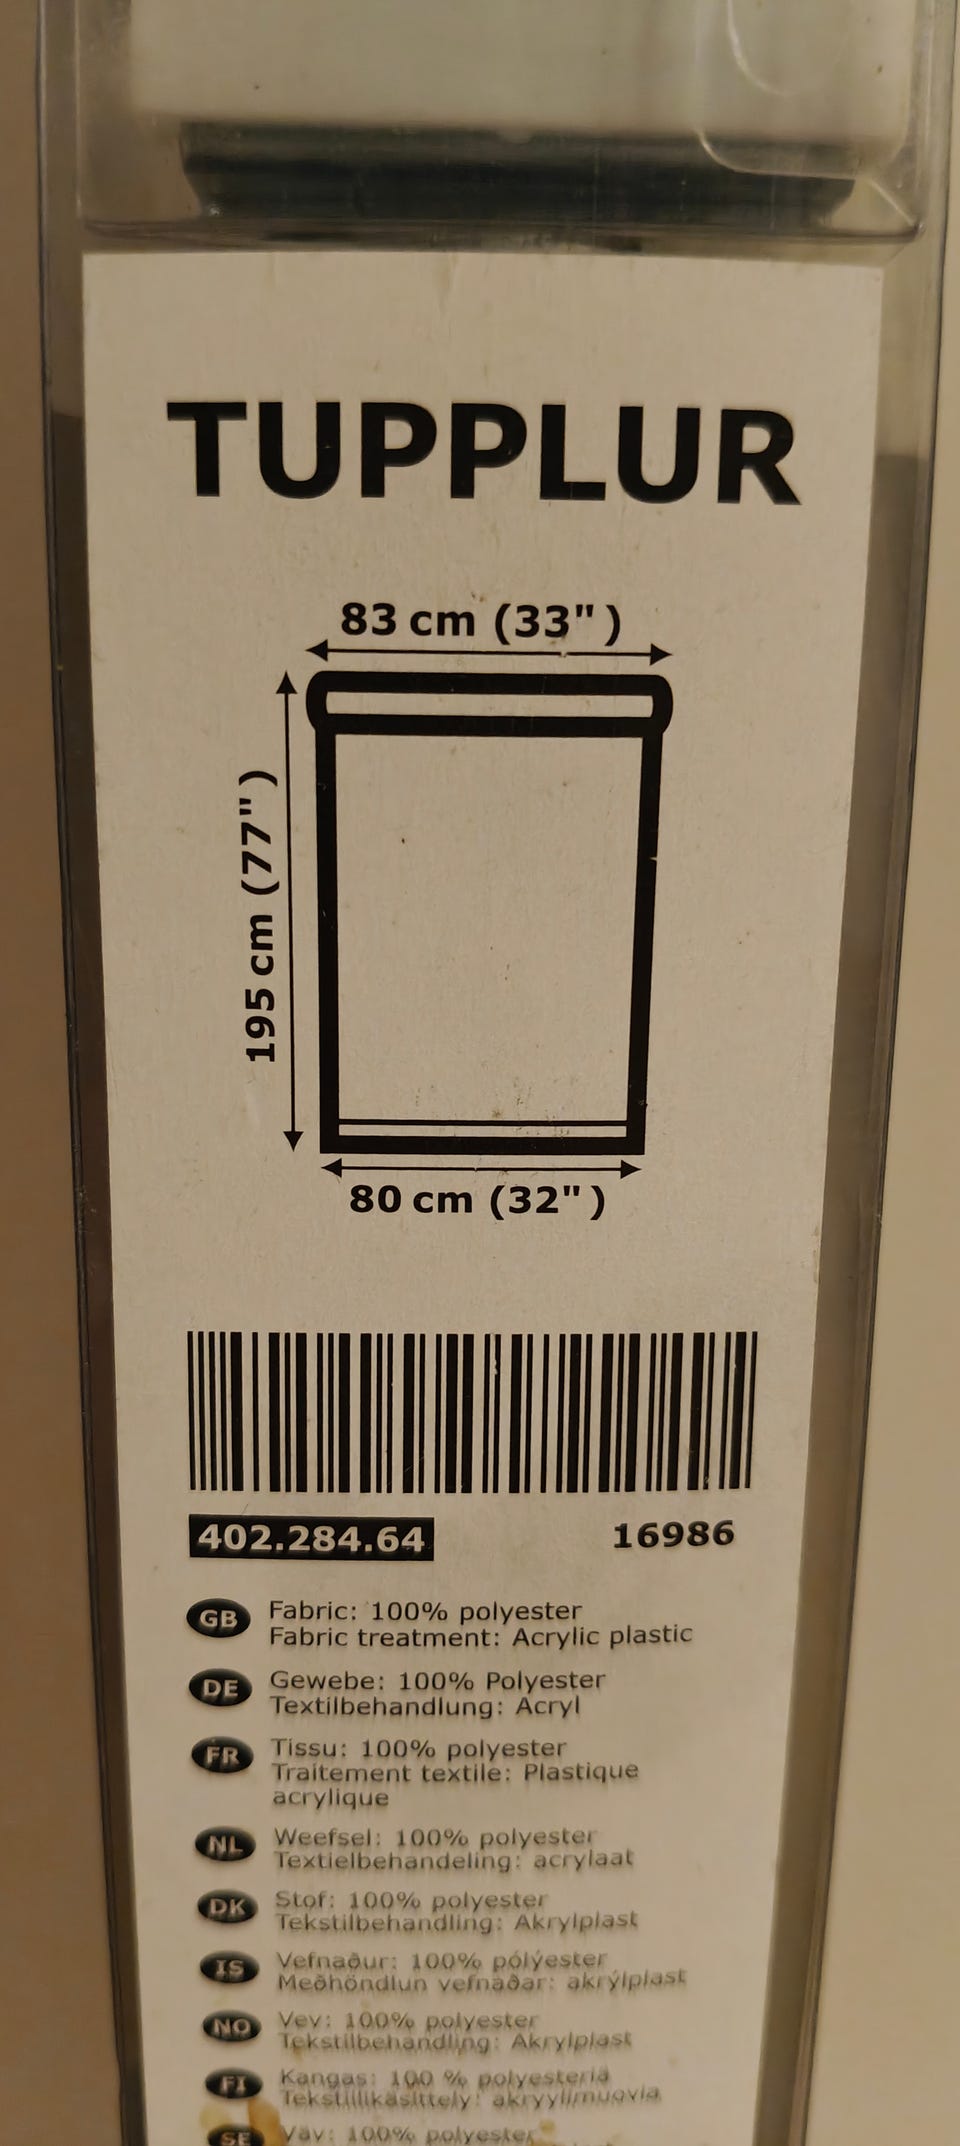 TUPPLUR
83 cm (33")
195 cm (77")
80 cm (32")
402.284.64 16986
GB Fabric: 100% polyester
Fabric treatment: Acrylic plastic
DE Gewebe: 100% Polyester
Textilbehandlung: Acryl
FR Tissu: 100% polyester
Traitement textile: Plastique
acrylique
NL Weefsel: 100% polyester
Textielbehandeling: acrylaat
DK Stof: 100% polyester
Tekstilbehandling: Akrylplast
IS Vefnaður: 100% pólýester
Meðhöndlun vefnaðar: akrýlplast
NO Vev: 100% polyester
Tekstilbehandling: Akrylplast
FI Kangas: 100 % polyesteria
Tekstiilikäsittely: akryylimuovia
SE Väv: 100% polyester